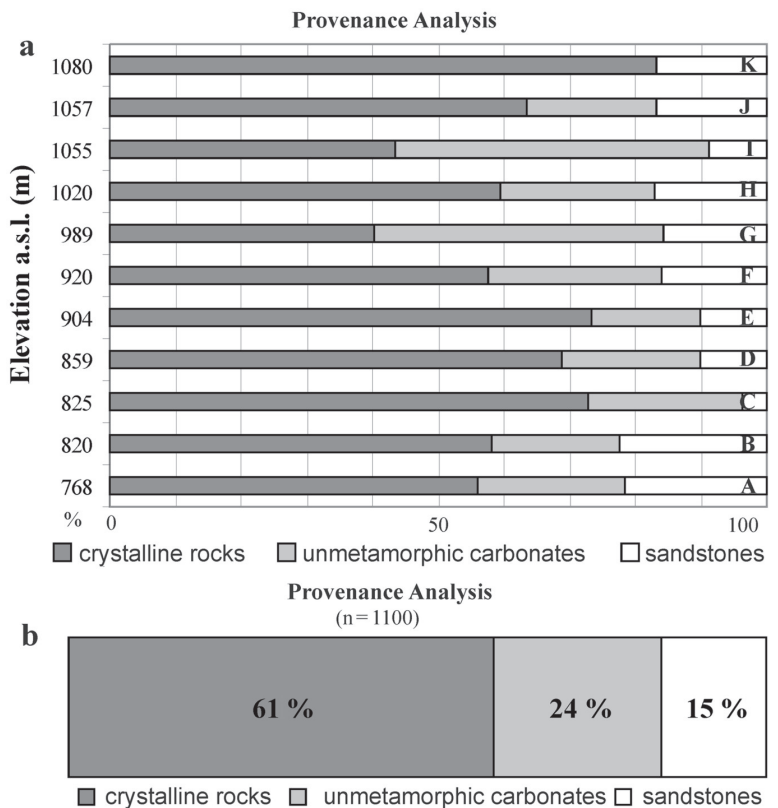 Provenance Analysis
a
Elevation a.s.l. (m)
1080 K
1057 J
1055 I
1020 H
989 G
920 F
904 E
859 D
825 C
820 B
768 A
% 0 50 100
crystalline rocks unmetamorphic carbonates sandstones
Provenance Analysis
(n = 1100)
b
61 % 24 % 15 %
crystalline rocks unmetamorphic carbonates sandstones